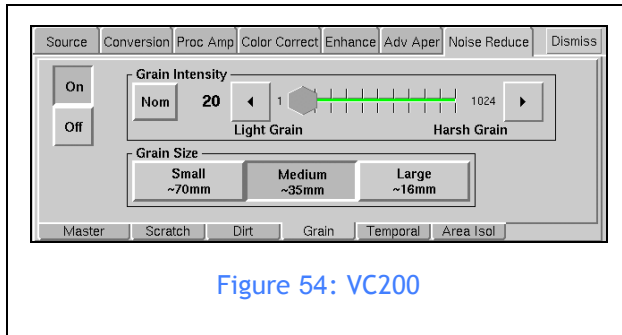 Source Conversion Proc Amp Color Correct Enhance Adv Aper Noise Reduce Dismiss
On
Off
Grain Intensity
Nom 20 1 1024
Light Grain Harsh Grain
Grain Size
Small Medium Large
~70mm ~35mm ~16mm
Master Scratch Dirt Grain Temporal Area Isol
Figure 54: VC200